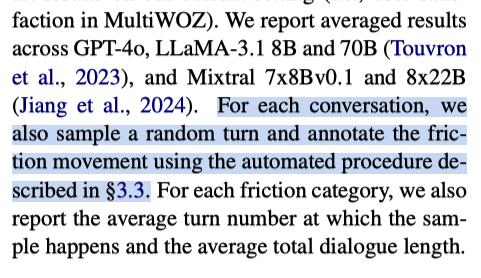 faction in MultiWOZ). We report averaged results
across GPT-4o, LLaMA-3.1 8B and 70B (Touvron
et al., 2023), and Mixtral 7x8Bv0.1 and 8x22B
(Jiang et al., 2024). For each conversation, we
also sample a random turn and annotate the fric-
tion movement using the automated procedure de-
scribed in §3.3. For each friction category, we also
report the average turn number at which the sam-
ple happens and the average total dialogue length.